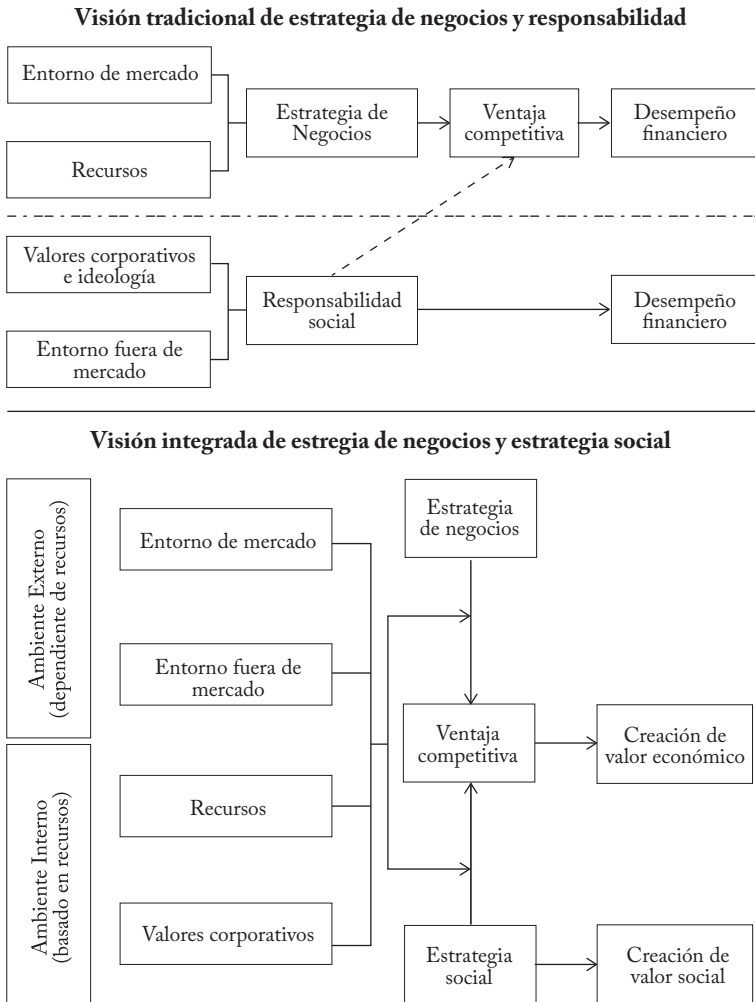 Visión tradicional de estrategia de negocios y responsabilidad
Entorno de mercado
Recursos
Estrategia de
Negocios
Ventaja
competitiva
Desempeño
financiero
Valores corporativos
e ideología
Entorno fuera de
mercado
Responsabilidad
social
Desempeño
financiero
Visión integrada de estregia de negocios y estrategia social
Ambiente Externo
(dependiente de recursos)
Ambiente Interno
(basado en recursos)
Entorno de mercado
Entorno fuera de
mercado
Recursos
Valores corporativos
Estrategia
de negocios
Ventaja
competitiva
Estrategia
social
Creación de
valor económico
Creación de
valor social